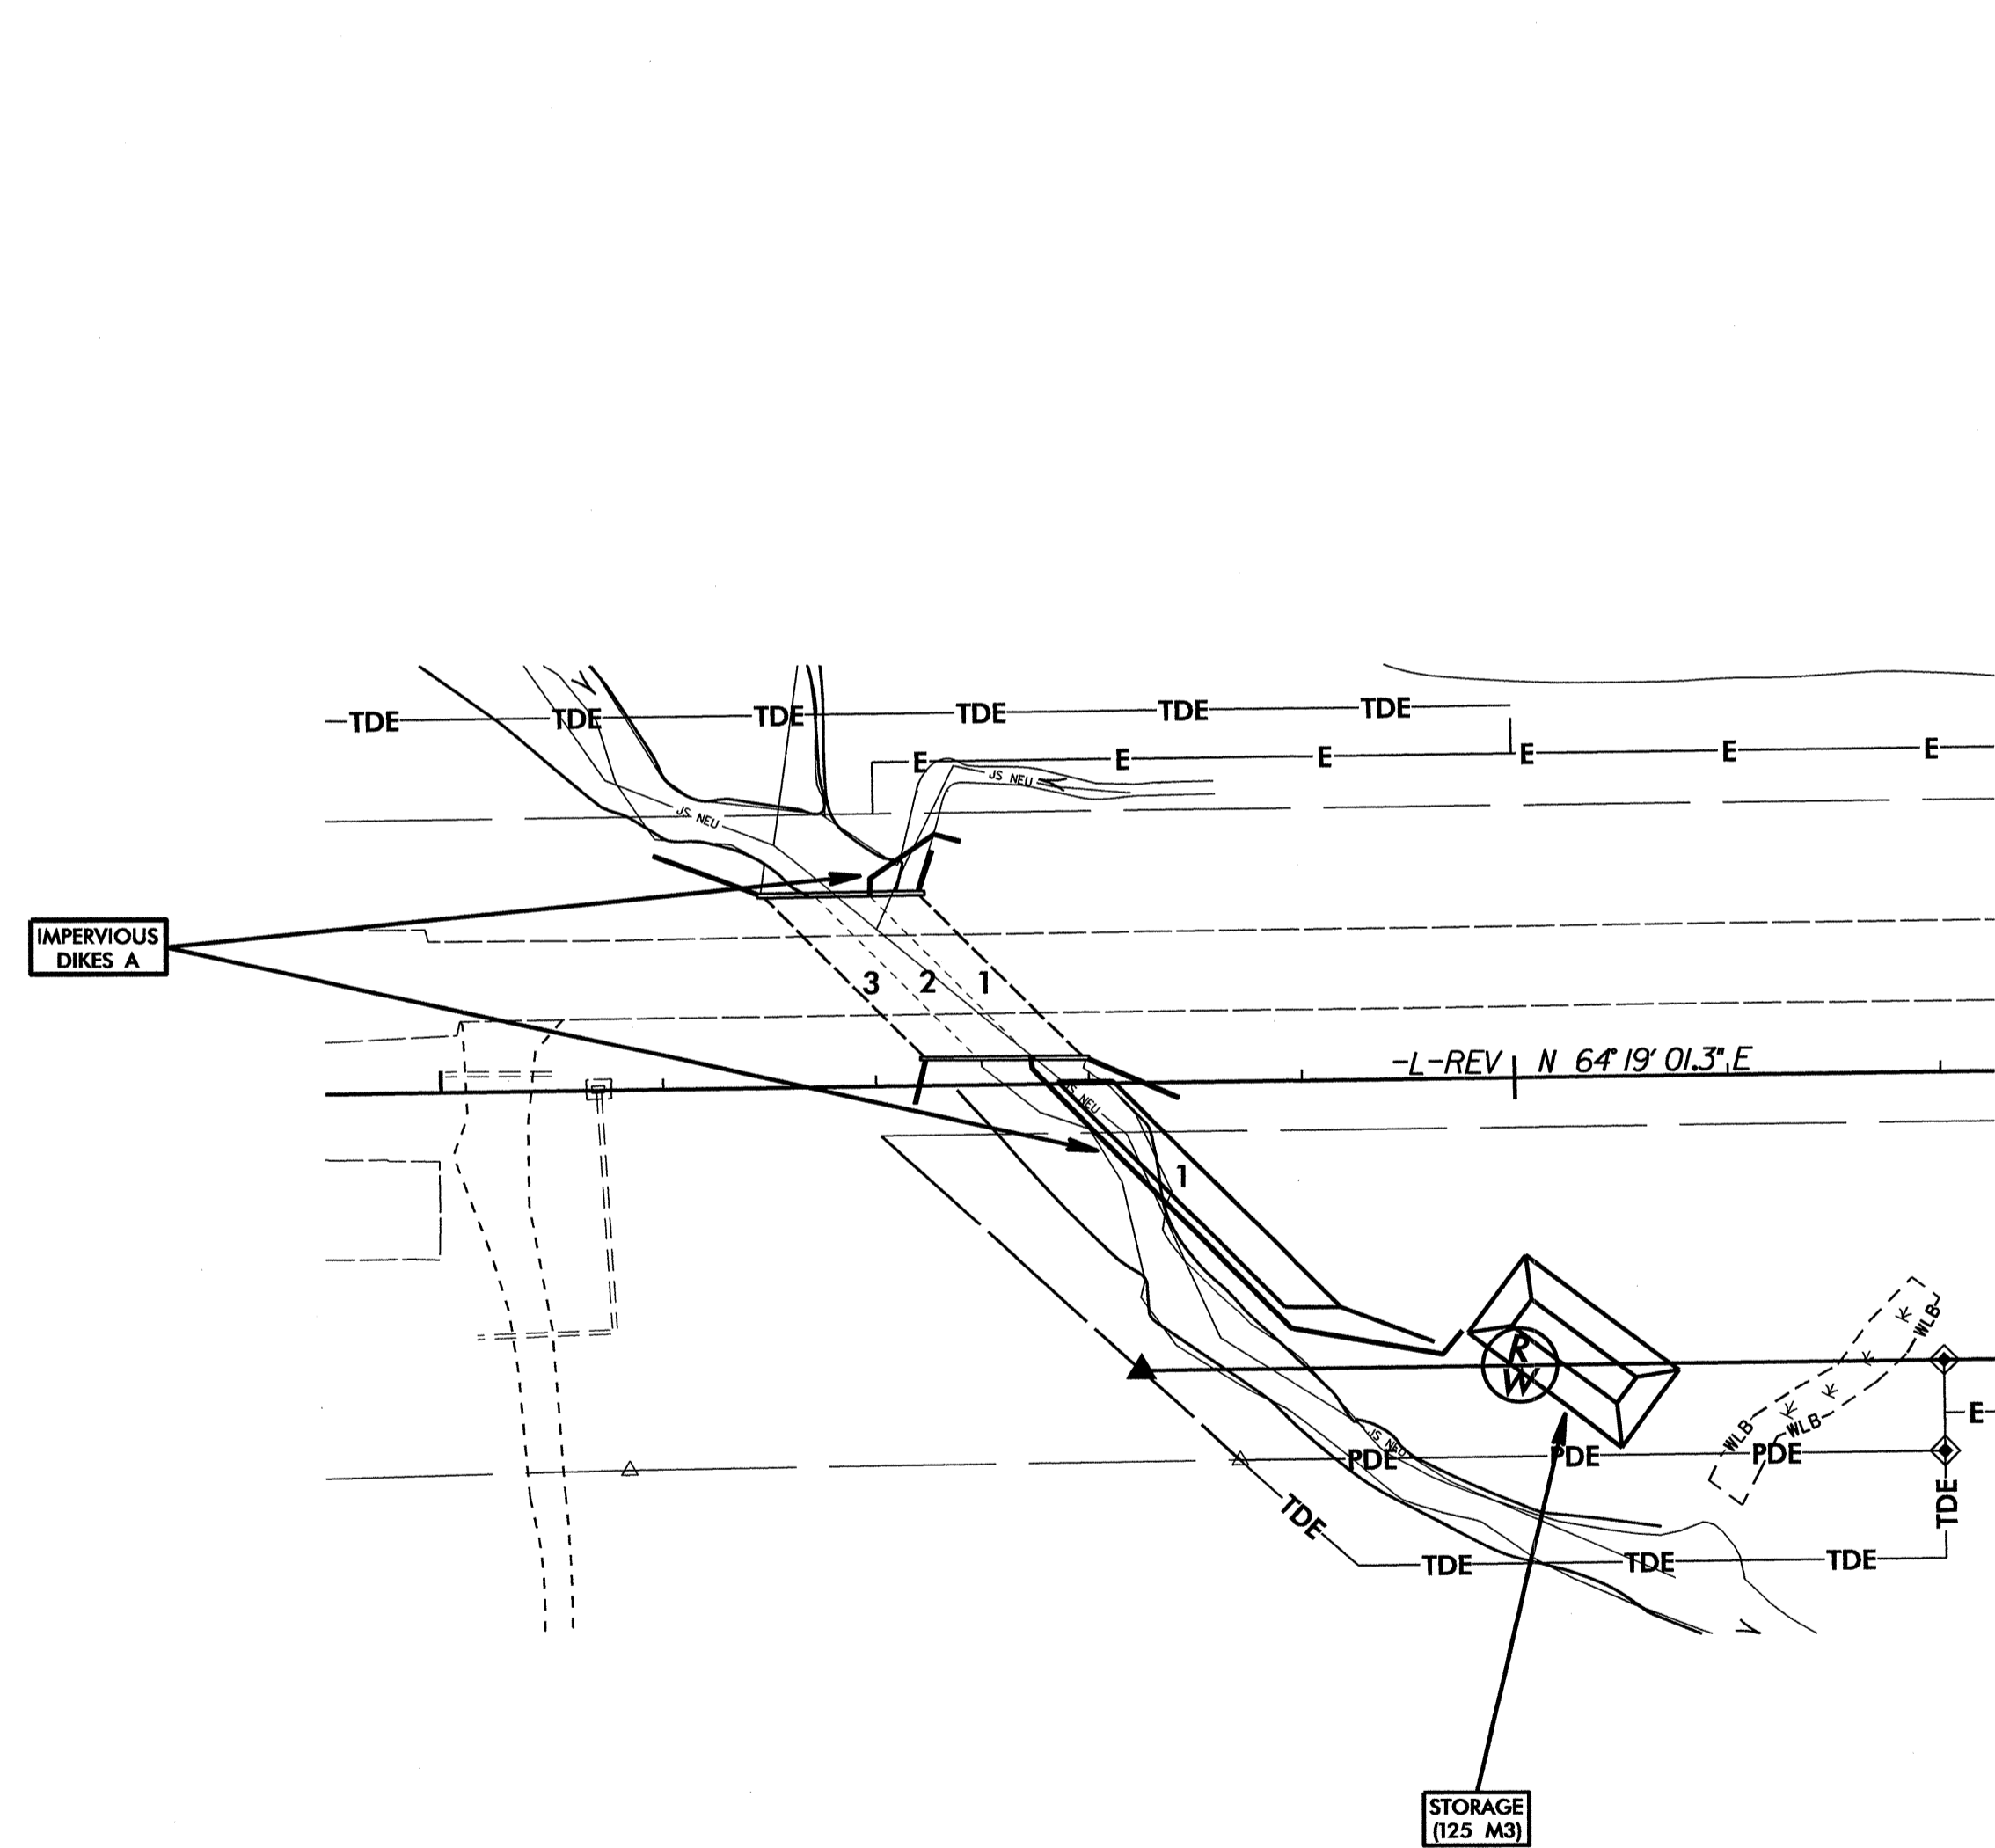 TDE TDE TDE TDE TDE TDE
E E E E E E
JS NEU
JS NEU
IMPERVIOUS
DIKES A
3 2 1
-L-REV N 64° 19' 01.3" E
JS NEU
1
R
W
WLB
WLB
WLB
E
JS NEU
PDE PDE PDE
TDE
TDE
TDE TDE TDE
STORAGE
(125 M3)